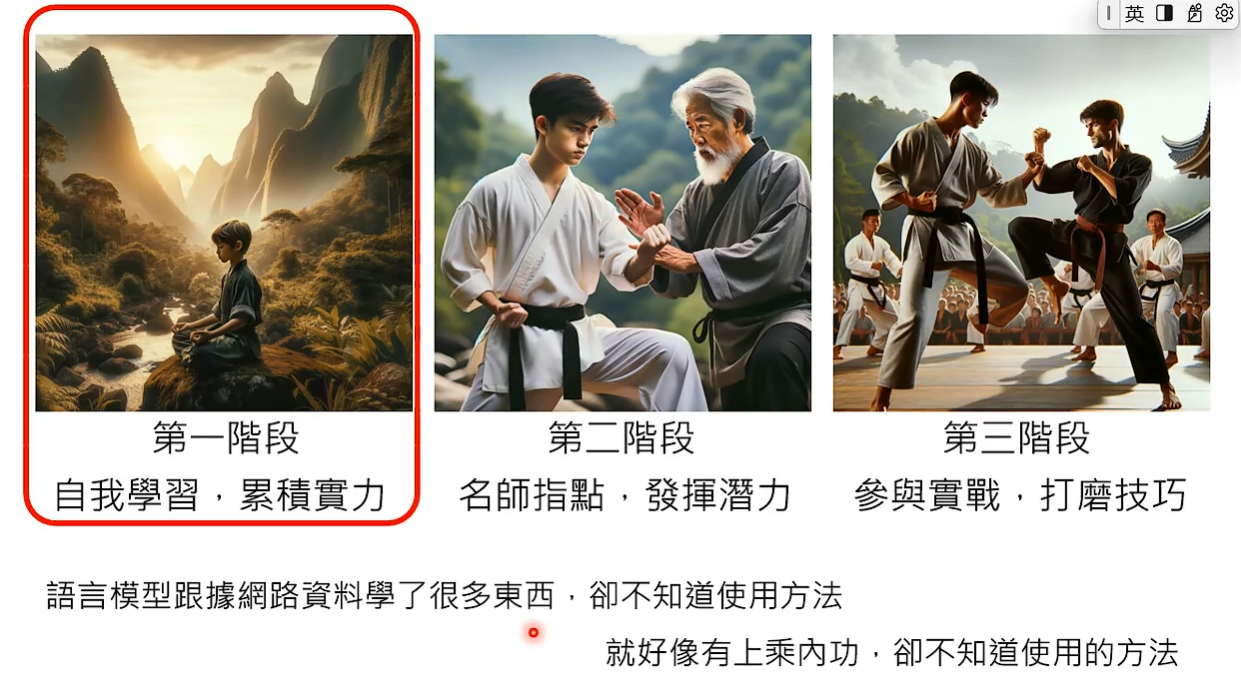 英
第一階段
自我學習，累積實力
第二階段
名師指點，發揮潛力
第三階段
參與實戰，打磨技巧
語言模型跟據網路資料學了很多東西，卻不知道使用方法
就好像有上乘內功，卻不知道使用的方法